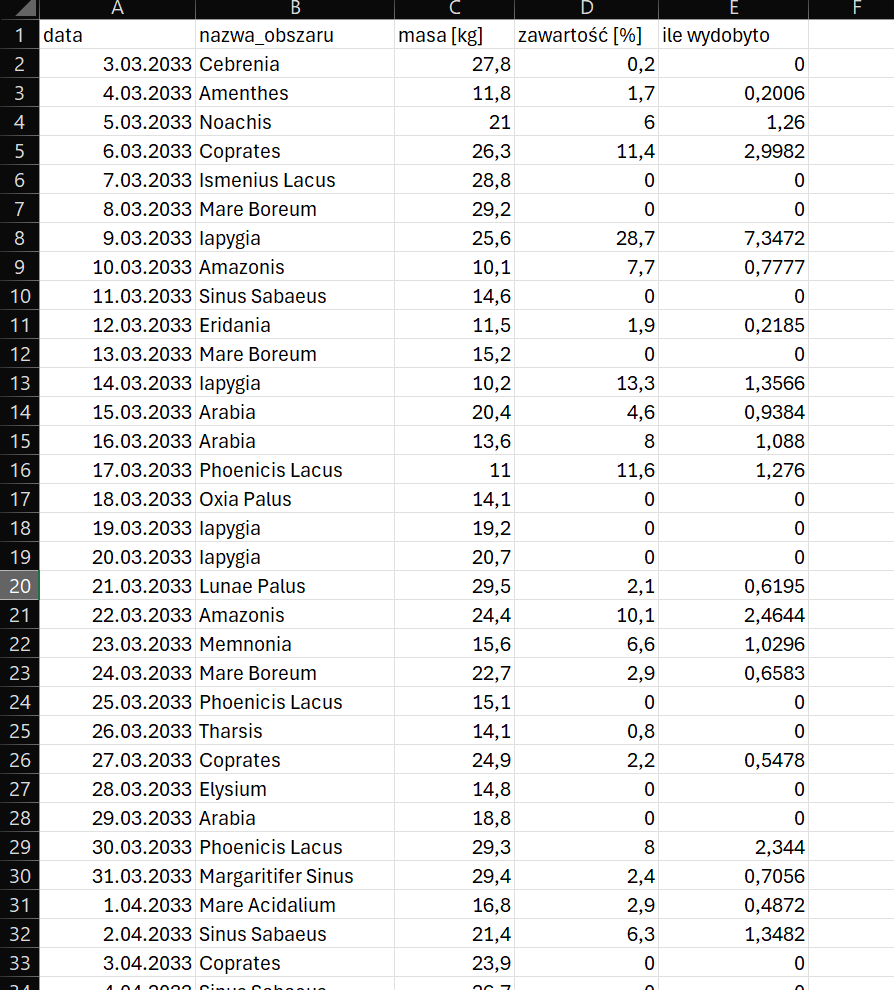 A B C D E F
1 data nazwa_obszaru masa [kg] zawartość [%] ile wydobyto
2 3.03.2033 Cebrenia 27,8 0,2 0
3 4.03.2033 Amenthes 11,8 1,7 0,2006
4 5.03.2033 Noachis 21 6 1,26
5 6.03.2033 Coprates 26,3 11,4 2,9982
6 7.03.2033 Ismenius Lacus 28,8 0 0
7 8.03.2033 Mare Boreum 29,2 0 0
8 9.03.2033 Iapygia 25,6 28,7 7,3472
9 10.03.2033 Amazonis 10,1 7,7 0,7777
10 11.03.2033 Sinus Sabaeus 14,6 0 0
11 12.03.2033 Eridania 11,5 1,9 0,2185
12 13.03.2033 Mare Boreum 15,2 0 0
13 14.03.2033 Iapygia 10,2 13,3 1,3566
14 15.03.2033 Arabia 20,4 4,6 0,9384
15 16.03.2033 Arabia 13,6 8 1,088
16 17.03.2033 Phoenicis Lacus 11 11,6 1,276
17 18.03.2033 Oxia Palus 14,1 0 0
18 19.03.2033 Iapygia 19,2 0 0
19 20.03.2033 Iapygia 20,7 0 0
20 21.03.2033 Lunae Palus 29,5 2,1 0,6195
21 22.03.2033 Amazonis 24,4 10,1 2,4644
22 23.03.2033 Memnonia 15,6 6,6 1,0296
23 24.03.2033 Mare Boreum 22,7 2,9 0,6583
24 25.03.2033 Phoenicis Lacus 15,1 0 0
25 26.03.2033 Tharsis 14,1 0,8 0
26 27.03.2033 Coprates 24,9 2,2 0,5478
27 28.03.2033 Elysium 14,8 0 0
28 29.03.2033 Arabia 18,8 0 0
29 30.03.2033 Phoenicis Lacus 29,3 8 2,344
30 31.03.2033 Margaritifer Sinus 29,4 2,4 0,7056
31 1.04.2033 Mare Acidalium 16,8 2,9 0,4872
32 2.04.2033 Sinus Sabaeus 21,4 6,3 1,3482
33 3.04.2033 Coprates 23,9 0 0
34 4.04.2033 Sinus Sabaeus 26,7 0 0